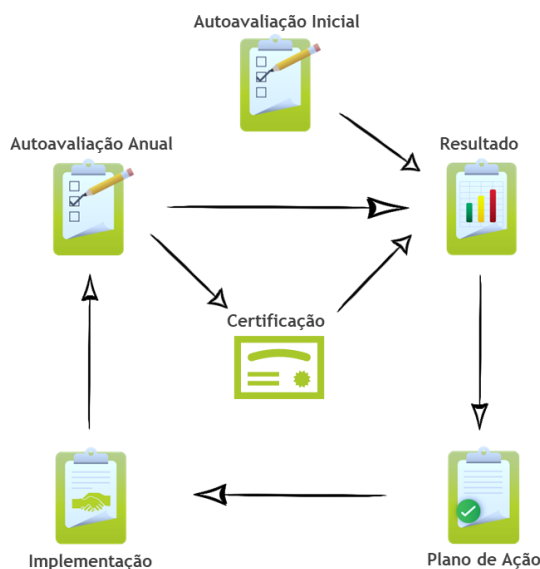 Autoavaliação Inicial
Autoavaliação Anual
Resultado
Certificação
Implementação
Plano de Ação